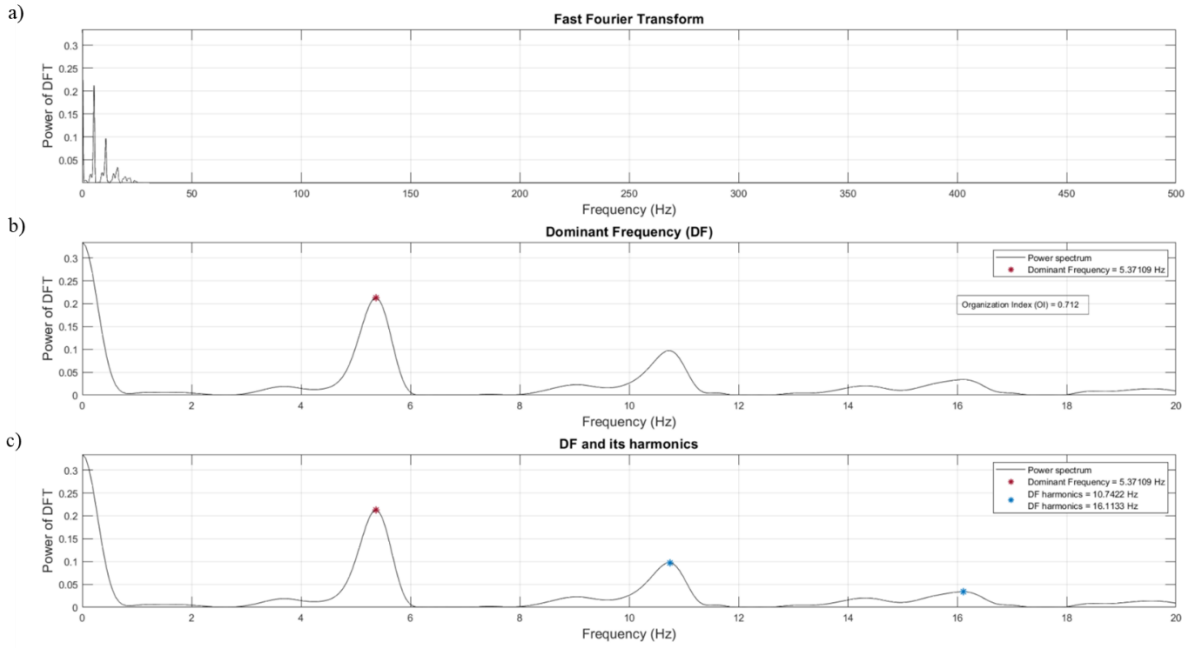 a)
Fast Fourier Transform
Power of DFT
0.3
0.25
0.2
0.15
0.1
0.05
0 50 100 150 200 250 300 350 400 450 500
Frequency (Hz)
b)
Dominant Frequency (DF)
Power of DFT
0.3
0.25
0.2
0.15
0.1
0.05
0
Power spectrum
Dominant Frequency = 5.37109 Hz
Organization Index (OI) = 0.712
0 2 4 6 8 10 12 14 16 18 20
Frequency (Hz)
c)
DF and its harmonics
Power of DFT
0.3
0.25
0.2
0.15
0.1
0.05
0
Power spectrum
Dominant Frequency = 5.37109 Hz
DF harmonics = 10.7422 Hz
DF harmonics = 16.1133 Hz
0 2 4 6 8 10 12 14 16 18 20
Frequency (Hz)